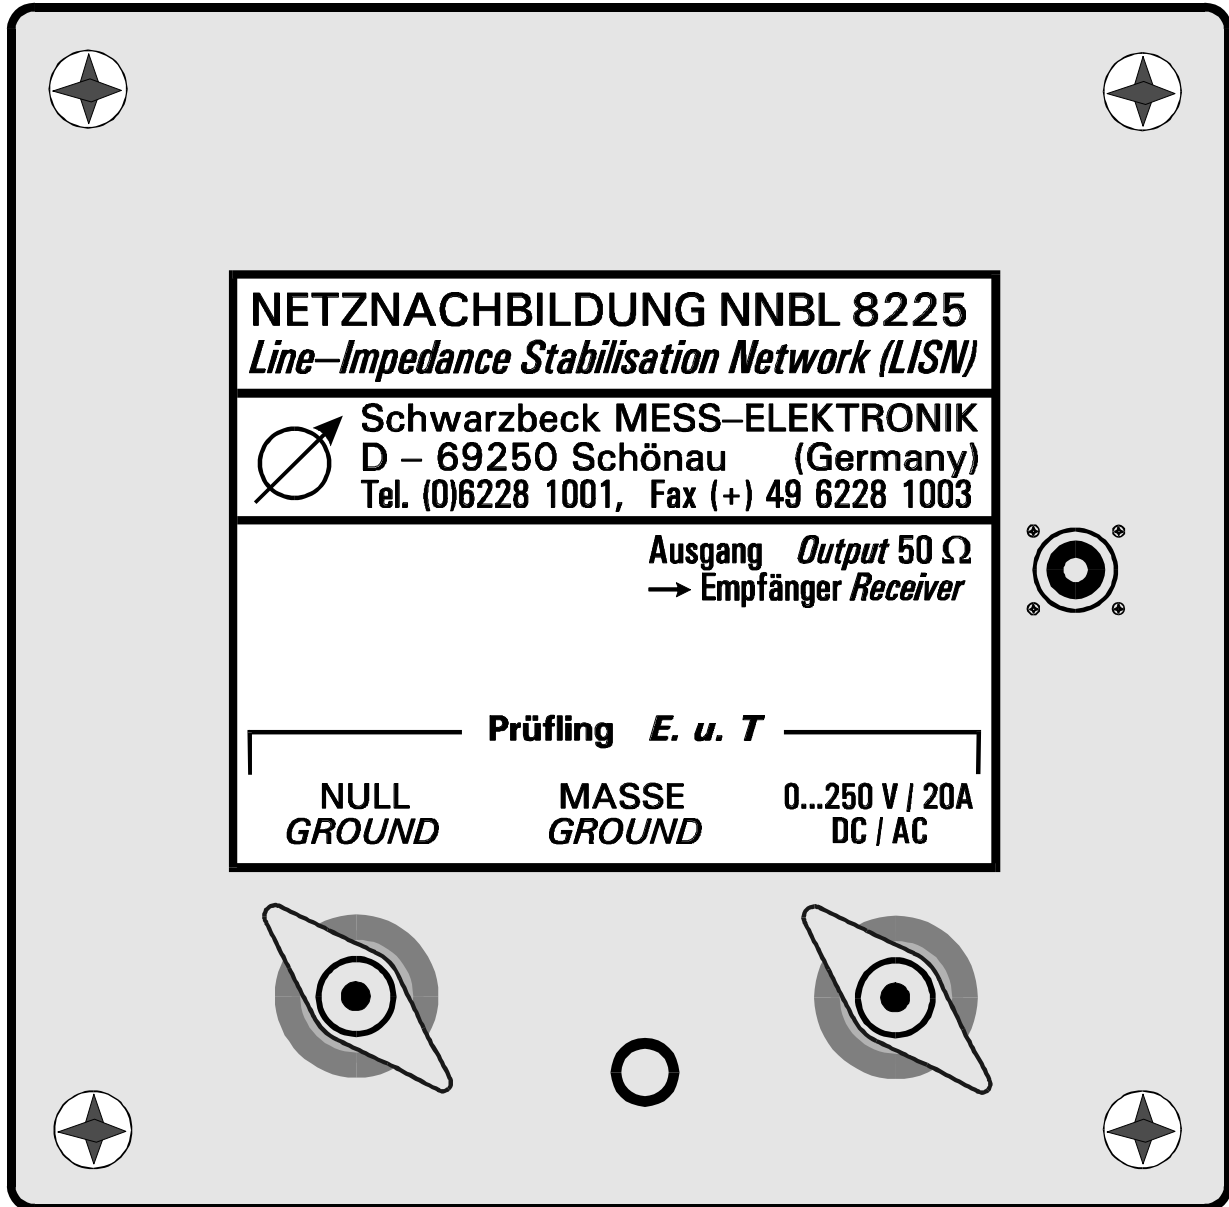 NETZNACHBILDUNG NNBL 8225
Line–Impedance Stabilisation Network (LISN)
Schwarzbeck MESS–ELEKTRONIK
D – 69250 Schönau (Germany)
Tel. (0)6228 1001, Fax (+) 49 6228 1003
Ausgang Output 50 Ω
→ Empfänger Receiver
Prüfling E. u. T
NULL MASSE 0...250 V / 20A
GROUND GROUND DC / AC